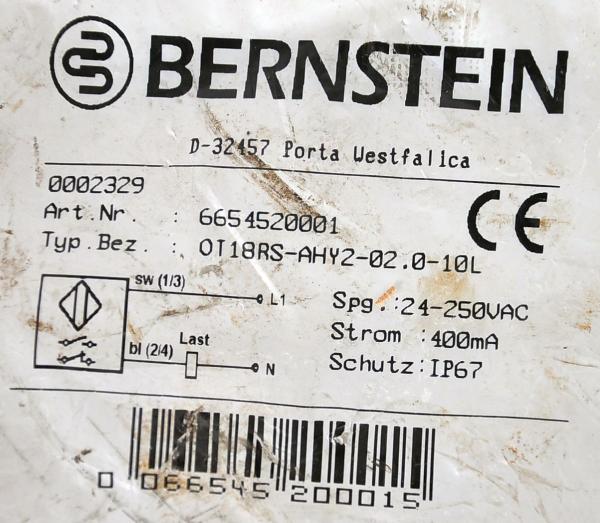 BERNSTEIN
D-32457 Porta Westfalica
0002329
Art.Nr. : 6654520001
Typ.Bez. : OT18RS-AHY2-02.0-10L
sw (1/3)
L1
bl (2/4)
Last
N
Spg.:24-250VAC
Strom :400mA
Schutz:IP67
CE
0 066545 200015